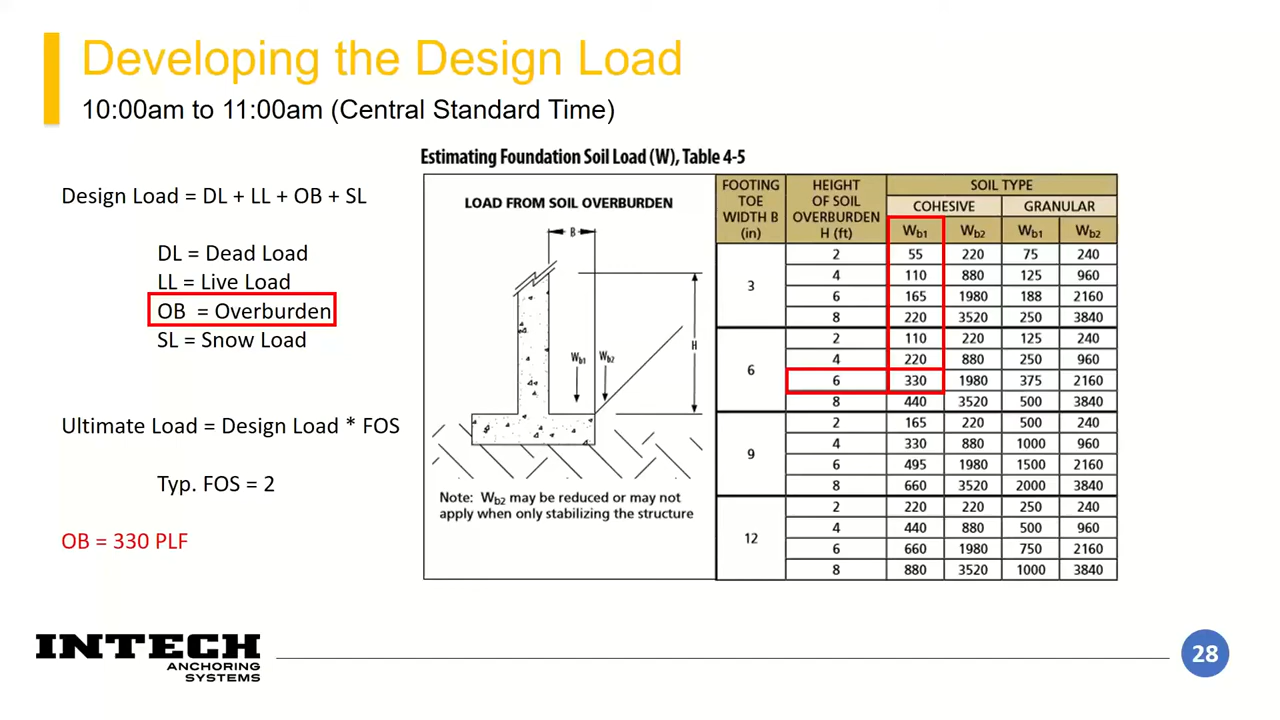 Developing the Design Load
10:00am to 11:00am (Central Standard Time)
Design Load = DL + LL + OB + SL
DL = Dead Load
LL = Live Load
OB = Overburden
SL = Snow Load
Ultimate Load = Design Load * FOS
Typ. FOS = 2
OB = 330 PLF
Estimating Foundation Soil Load (W), Table 4-5
LOAD FROM SOIL OVERBURDEN
B
H
Wb1 Wb2
Note: Wb2 may be reduced or may not
apply when only stabilizing the structure
FOOTING TOE WIDTH B (in) HEIGHT OF SOIL OVERBURDEN H (ft) SOIL TYPE
COHESIVE GRANULAR
Wb1 Wb2 Wb1 Wb2
3
2 55 220 75 240
4 110 880 125 960
6 165 1980 188 2160
8 220 3520 250 3840
6
2 110 220 125 240
4 220 880 250 960
6 330 1980 375 2160
8 440 3520 500 3840
9
2 165 220 500 240
4 330 880 1000 960
6 495 1980 1500 2160
8 660 3520 2000 3840
12
2 220 220 250 240
4 440 880 500 960
6 660 1980 750 2160
8 880 3520 1000 3840
INTECH
ANCHORING
SYSTEMS
28